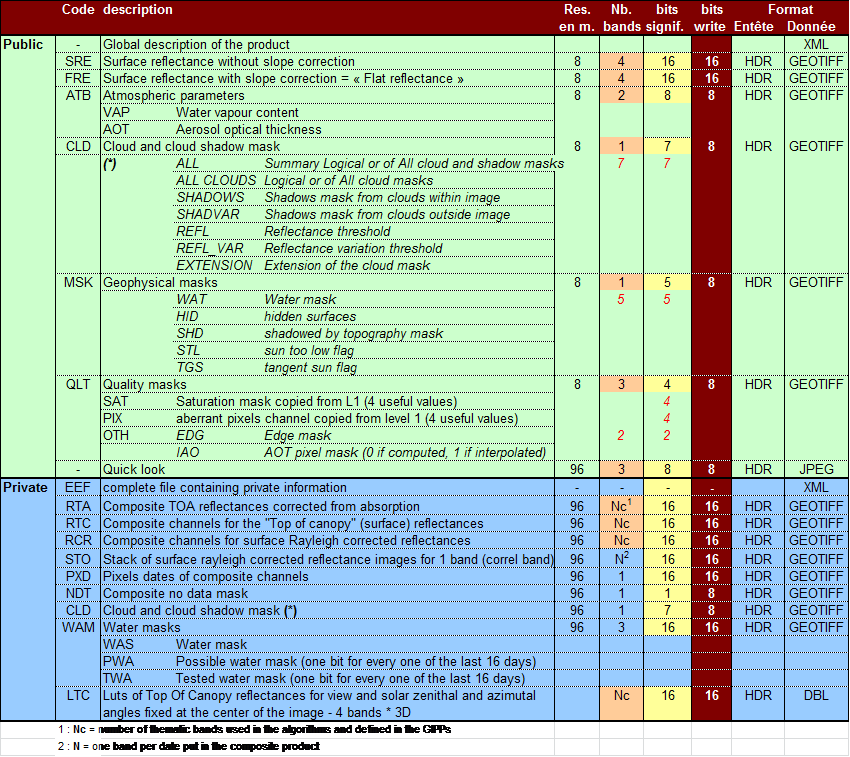 Code description Res. Nb. bits bits Format
en m. bands signif. write Entête Donnée
Public - Global description of the product XML
SRE Surface reflectance without slope correction 8 4 16 16 HDR GEOTIFF
FRE Surface reflectance with slope correction = « Flat reflectance » 8 4 16 16 HDR GEOTIFF
ATB Atmospheric parameters 8 2 8 8 HDR GEOTIFF
VAP Water vapour content
AOT Aerosol optical thickness
CLD Cloud and cloud shadow mask 8 1 7 8 HDR GEOTIFF
(*) ALL Summary Logical or of All cloud and shadow masks 7 7
ALL CLOUDS Logical or of All cloud masks
SHADOWS Shadows mask from clouds within image
SHADVAR Shadows mask from clouds outside image
REFL Reflectance threshold
REFL_VAR Reflectance variation threshold
EXTENSION Extension of the cloud mask
MSK Geophysical masks 8 1 5 8 HDR GEOTIFF
WAT Water mask 5 5
HID hidden surfaces
SHD shadowed by topography mask
STL sun too low flag
TGS tangent sun flag
QLT Quality masks 8 3 4 8 HDR GEOTIFF
SAT Saturation mask copied from L1 (4 useful values) 4
PIX aberrant pixels channel copied from level 1 (4 useful values) 4
OTH EDG Edge mask 2 2
IAO AOT pixel mask (0 if computed, 1 if interpolated)
- Quick look 96 3 8 8 HDR JPEG
Private EEF complete file containing private information - - - - - XML
RTA Composite TOA reflectances corrected from absorption 96 Nc1 16 16 HDR GEOTIFF
RTC Composite channels for the "Top of canopy" (surface) reflectances 96 Nc 16 16 HDR GEOTIFF
RCR Composite channels for surface Rayleigh corrected reflectances 96 Nc 16 16 HDR GEOTIFF
STO Stack of surface rayleigh corrected reflectance images for 1 band (correl band) 96 N2 16 16 HDR GEOTIFF
PXD Pixels dates of composite channels 96 1 16 16 HDR GEOTIFF
NDT Composite no data mask 96 1 1 8 HDR GEOTIFF
CLD Cloud and cloud shadow mask (*) 96 1 7 8 HDR GEOTIFF
WAM Water masks 96 3 16 16 HDR GEOTIFF
WAS Water mask
PWA Possible water mask (one bit for every one of the last 16 days)
TWA Tested water mask (one bit for every one of the last 16 days)
LTC Luts of Top Of Canopy reflectances for view and solar zenithal and azimutal Nc 16 16 HDR DBL
angles fixed at the center of the image - 4 bands * 3D
1 : Nc = number of thematic bands used in the algorithms and defined in the GIPPs
2 : N = one band per date put in the composite product